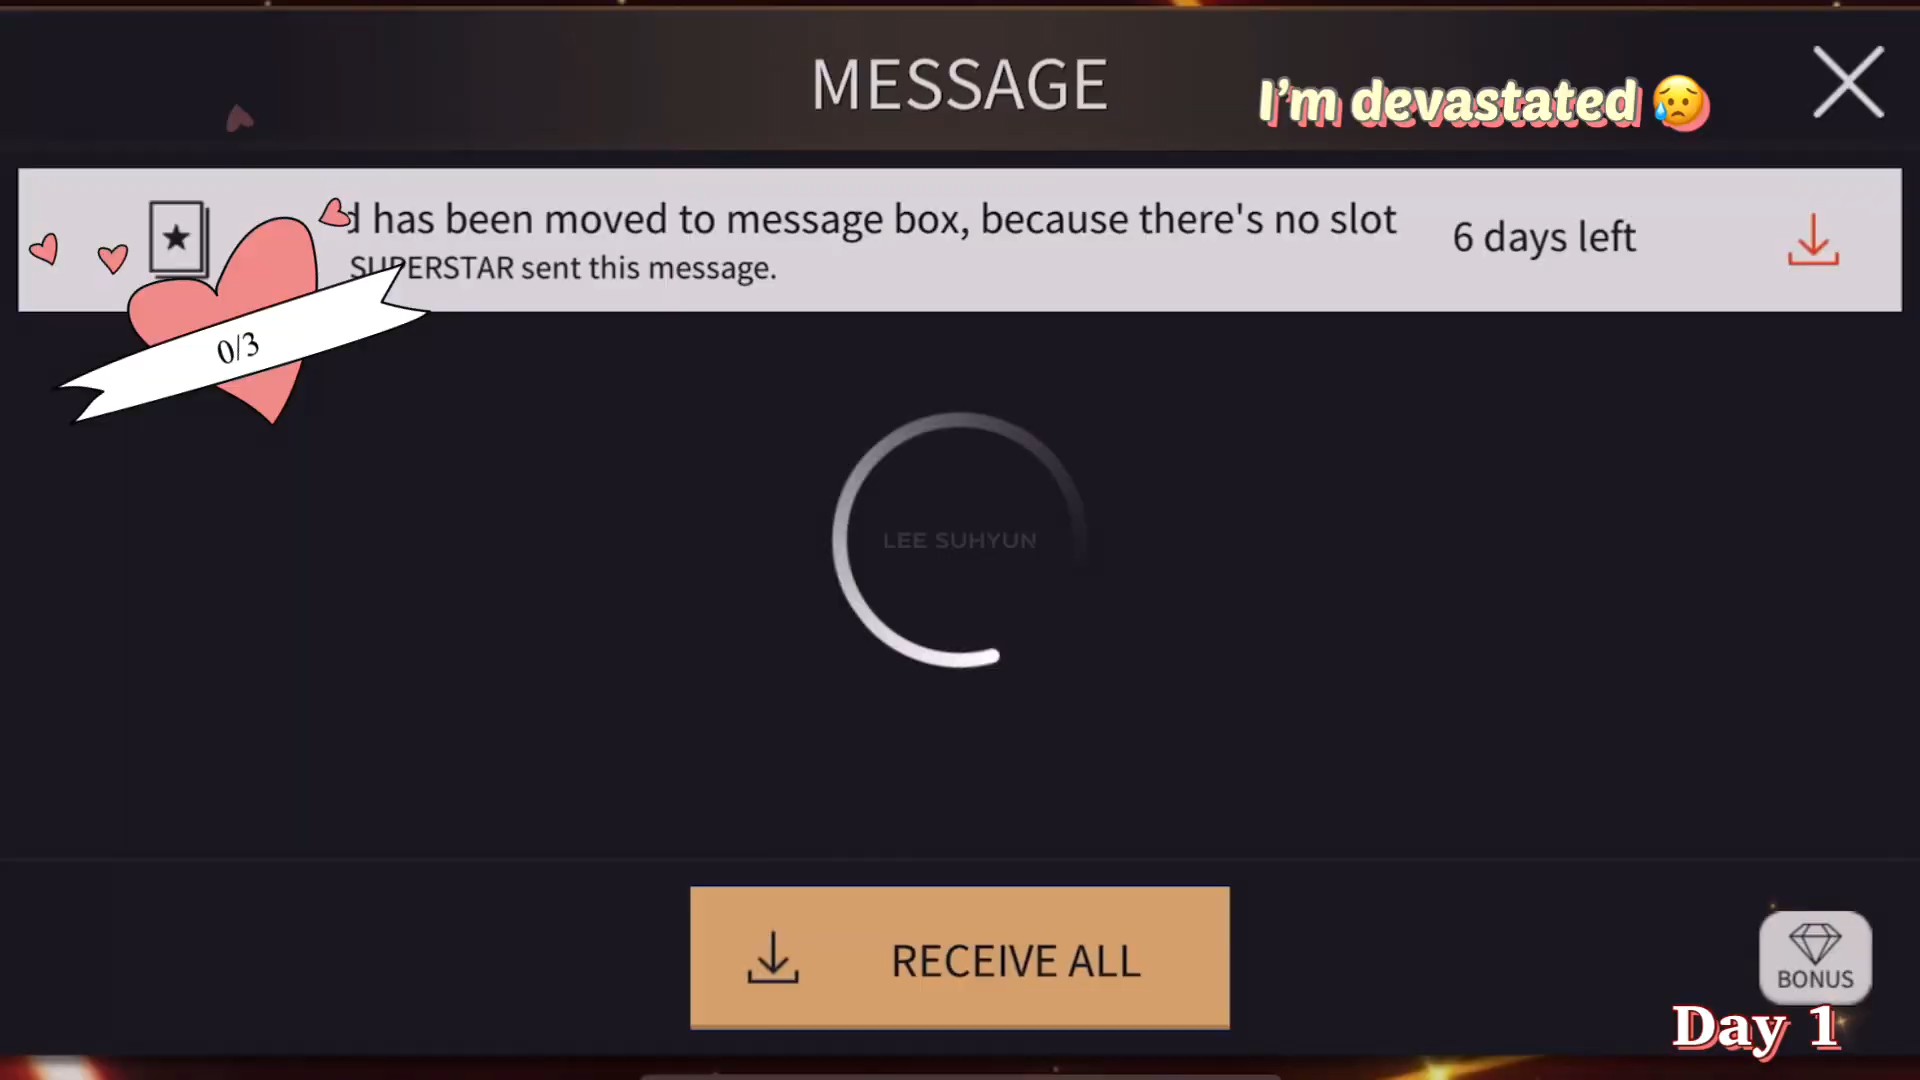 MESSAGE
I'm devastated 😥
d has been moved to message box, because there's no slot
SUPERSTAR sent this message.
6 days left
0/3
LEE SUHYUN
RECEIVE ALL
BONUS
Day 1